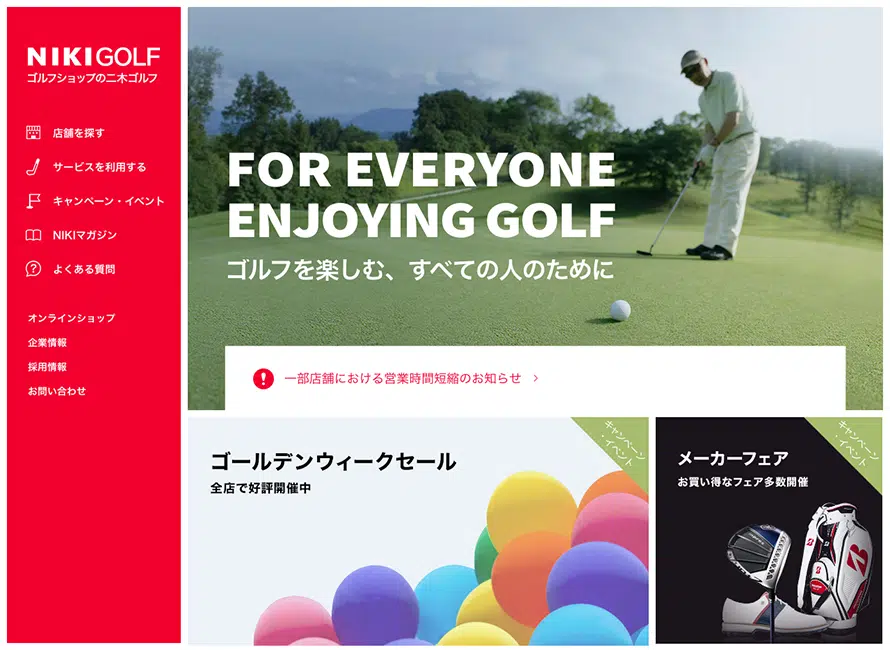 NIKIGOLF
ゴルフショップの二木ゴルフ
店舗を探す
サービスを利用する
キャンペーン・イベント
NIKIマガジン
よくある質問
オンラインショップ
企業情報
採用情報
お問い合わせ
FOR EVERYONE
ENJOYING GOLF
ゴルフを楽しむ、すべての人のために
一部店舗における営業時間短縮のお知らせ
ゴールデンウィークセール
全店で好評開催中
キャンペーン
・イベント
メーカーフェア
お買い得なフェア多数開催
キャンペーン
・イベント
B